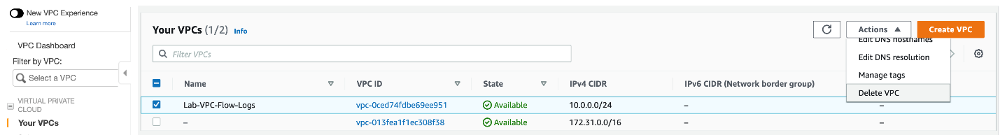 New VPC Experience
Learn more
VPC Dashboard
Filter by VPC:
Select a VPC
VIRTUAL PRIVATE
CLOUD
Your VPCs
Your VPCs (1/2) Info
Actions
Create VPC
Filter VPCs
Edit DNS hostnames
Edit DNS resolution
Manage tags
Delete VPC
Name VPC ID State IPv4 CIDR IPv6 CIDR (Network border group)
Lab-VPC-Flow-Logs vpc-0ced74fdbe69ee951 Available 10.0.0.0/24 – –
– vpc-013fea1f1ec308f38 Available 172.31.0.0/16 – –